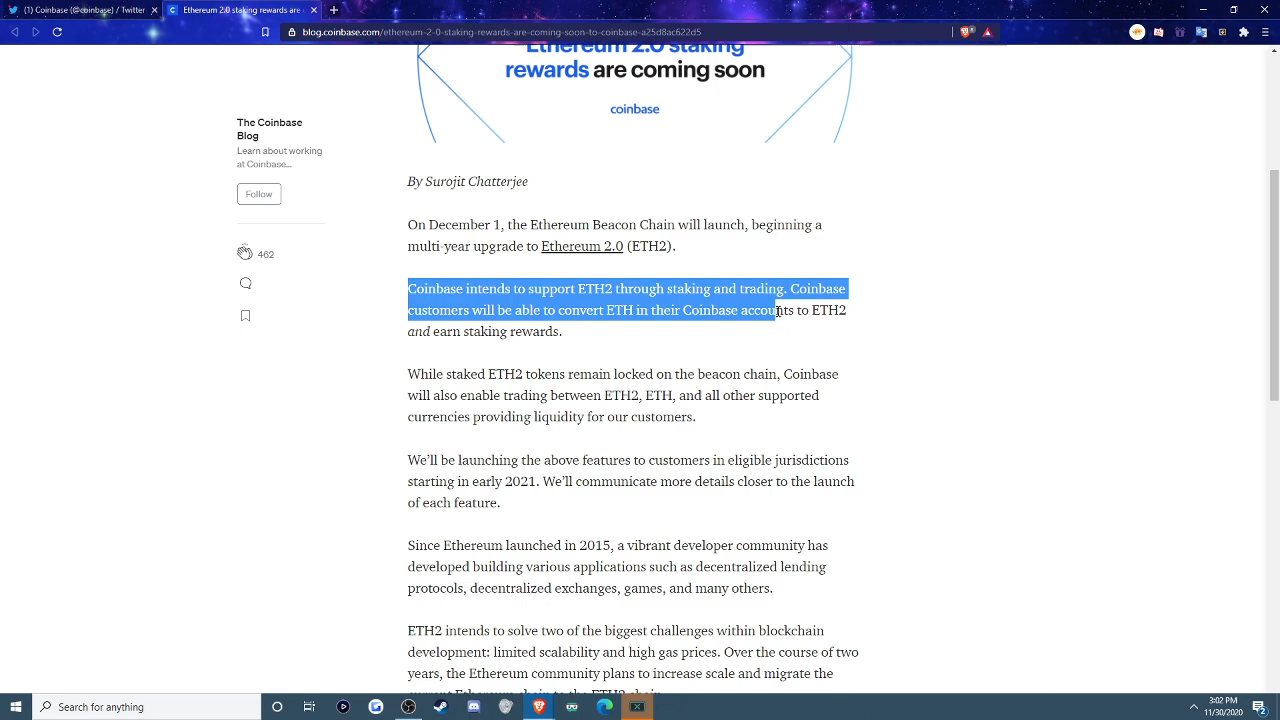 (1) Coinbase (@coinbase) / Twitter
Ethereum 2.0 staking rewards are
blog.coinbase.com/ethereum-2-0-staking-rewards-are-coming-soon-to-coinbase-a25d8ac622d5
Ethereum 2.0 staking
rewards are coming soon
coinbase
The Coinbase
Blog
Learn about working
at Coinbase...
Follow
462
By Surojit Chatterjee
On December 1, the Ethereum Beacon Chain will launch, beginning a
multi-year upgrade to Ethereum 2.0 (ETH2).
Coinbase intends to support ETH2 through staking and trading. Coinbase
customers will be able to convert ETH in their Coinbase accounts to ETH2
and earn staking rewards.
While staked ETH2 tokens remain locked on the beacon chain, Coinbase
will also enable trading between ETH2, ETH, and all other supported
currencies providing liquidity for our customers.
We’ll be launching the above features to customers in eligible jurisdictions
starting in early 2021. We’ll communicate more details closer to the launch
of each feature.
Since Ethereum launched in 2015, a vibrant developer community has
developed building various applications such as decentralized lending
protocols, decentralized exchanges, games, and many others.
ETH2 intends to solve two of the biggest challenges within blockchain
development: limited scalability and high gas prices. Over the course of two
years, the Ethereum community plans to increase scale and migrate the
current Ethereum chain to the ETH2 chain.
Search for anything
3:02 PM
11/30/2020
2